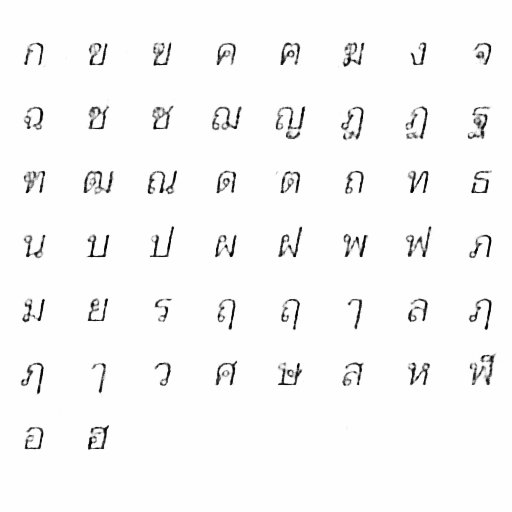 ก ข ฃ ค ฅ ฆ ง จ
ฉ ช ซ ฌ ญ ฎ ฏ ฐ
ฑ ฒ ณ ด ต ถ ท ธ
น บ ป ผ ฝ พ ฟ ภ
ม ย ร ฤ ฤ ๅ ล ฦ
ฦ ๅ ว ศ ษ ส ห ฬ
อ ฮ